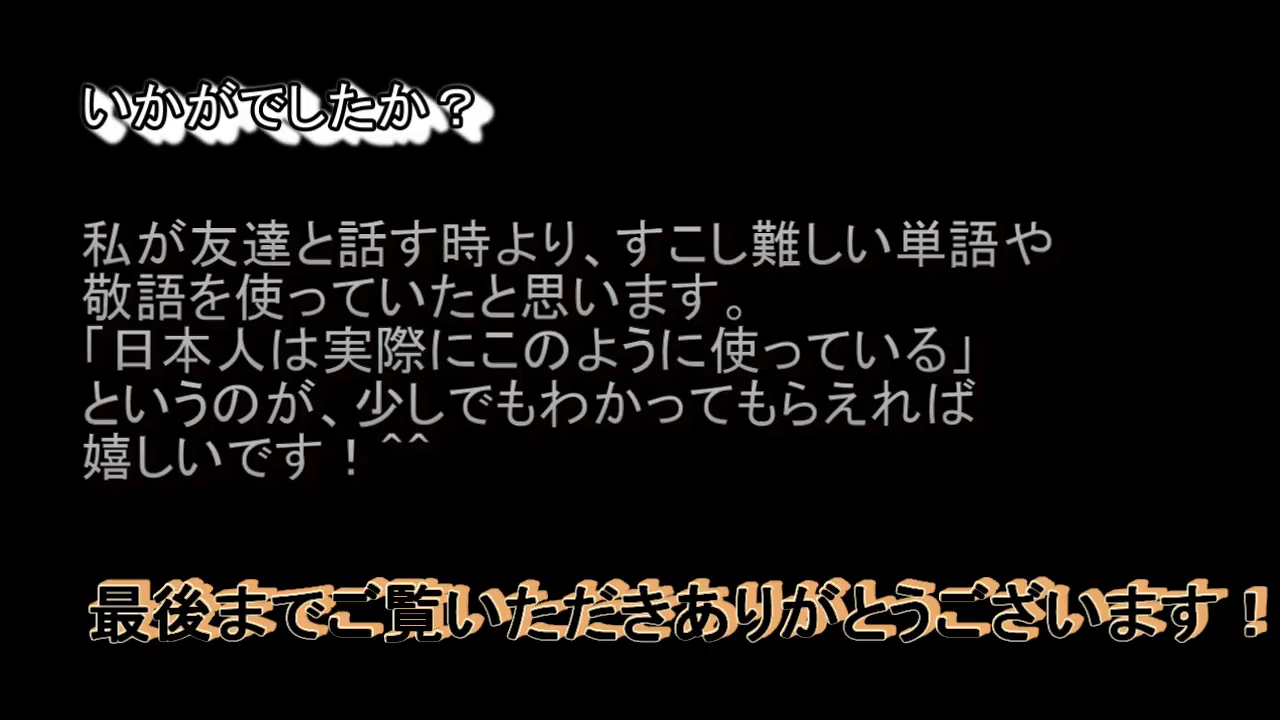 いかがでしたか？
私が友達と話す時より、すこし難しい単語や
敬語を使っていたと思います。
「日本人は実際にこのように使っている」
というのが、少しでもわかってもらえれば
嬉しいです！^^
最後までご覧いただきありがとうございます！